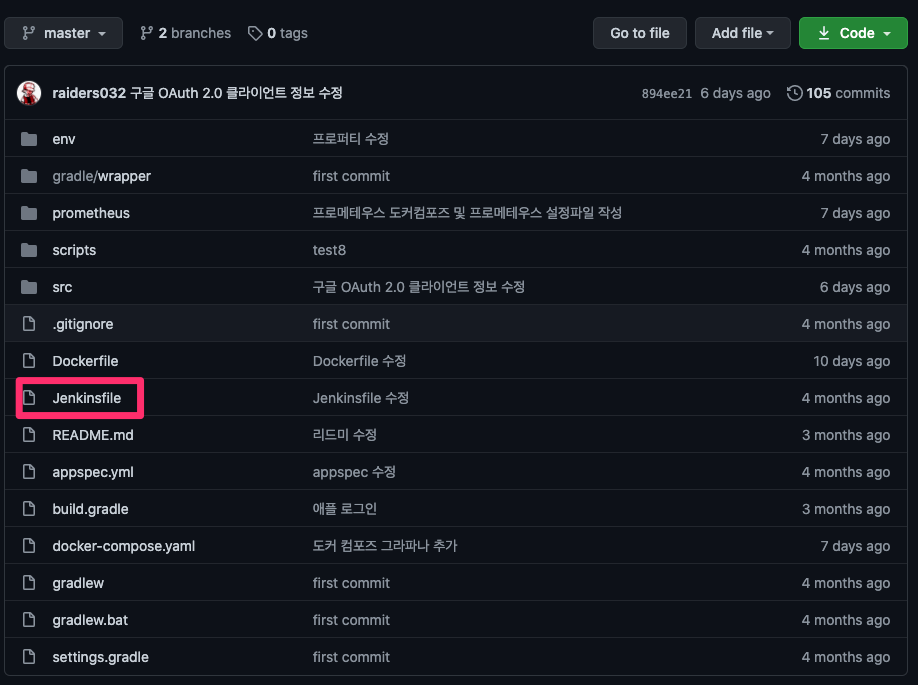 master 2 branches 0 tags Go to file Add file Code
raiders032 구글 OAuth 2.0 클라이언트 정보 수정 894ee21 6 days ago 105 commits
env 프로퍼티 수정 7 days ago
gradle/wrapper first commit 4 months ago
prometheus 프로메테우스 도커컴포즈 및 프로메테우스 설정파일 작성 7 days ago
scripts test8 4 months ago
src 구글 OAuth 2.0 클라이언트 정보 수정 6 days ago
.gitignore first commit 4 months ago
Dockerfile Dockerfile 수정 10 days ago
Jenkinsfile Jenkinsfile 수정 4 months ago
README.md 리드미 수정 3 months ago
appspec.yml appspec 수정 4 months ago
build.gradle 애플 로그인 3 months ago
docker-compose.yaml 도커 컴포즈 그라파나 추가 7 days ago
gradlew first commit 4 months ago
gradlew.bat first commit 4 months ago
settings.gradle first commit 4 months ago